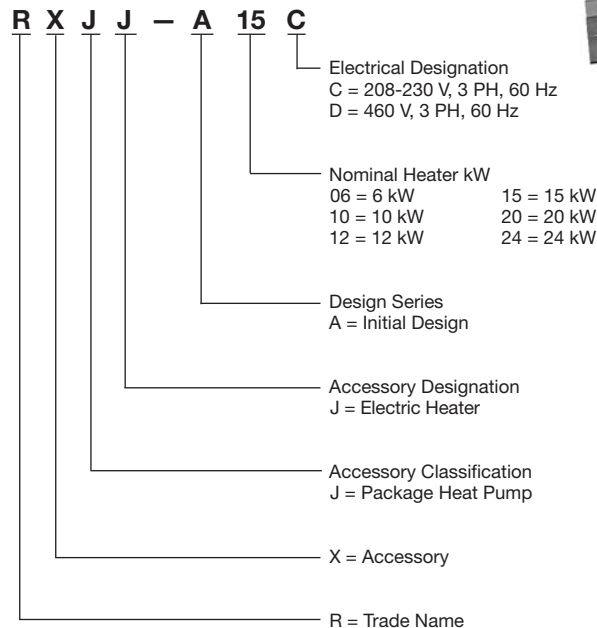 R X J J – A 15 C
Electrical Designation
C = 208-230 V, 3 PH, 60 Hz
D = 460 V, 3 PH, 60 Hz
Nominal Heater kW
06 = 6 kW 15 = 15 kW
10 = 10 kW 20 = 20 kW
12 = 12 kW 24 = 24 kW
Design Series
A = Initial Design
Accessory Designation
J = Electric Heater
Accessory Classification
J = Package Heat Pump
X = Accessory
R = Trade Name